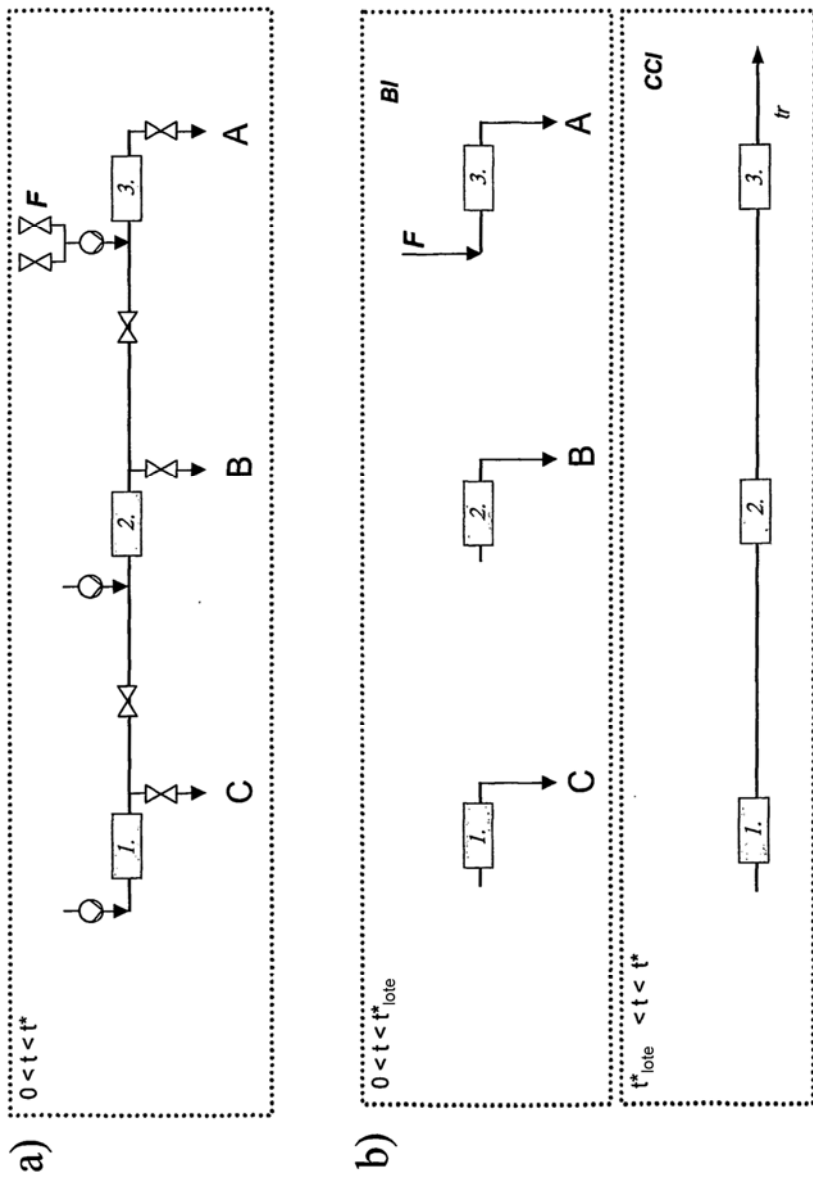 a)
0 < t < t*
F
1.
2.
3.
C
B
A
b)
0 < t < t*lote
BI
F
1.
2.
3.
C
B
A
t*lote < t < t*
CCI
1.
2.
3.
tr